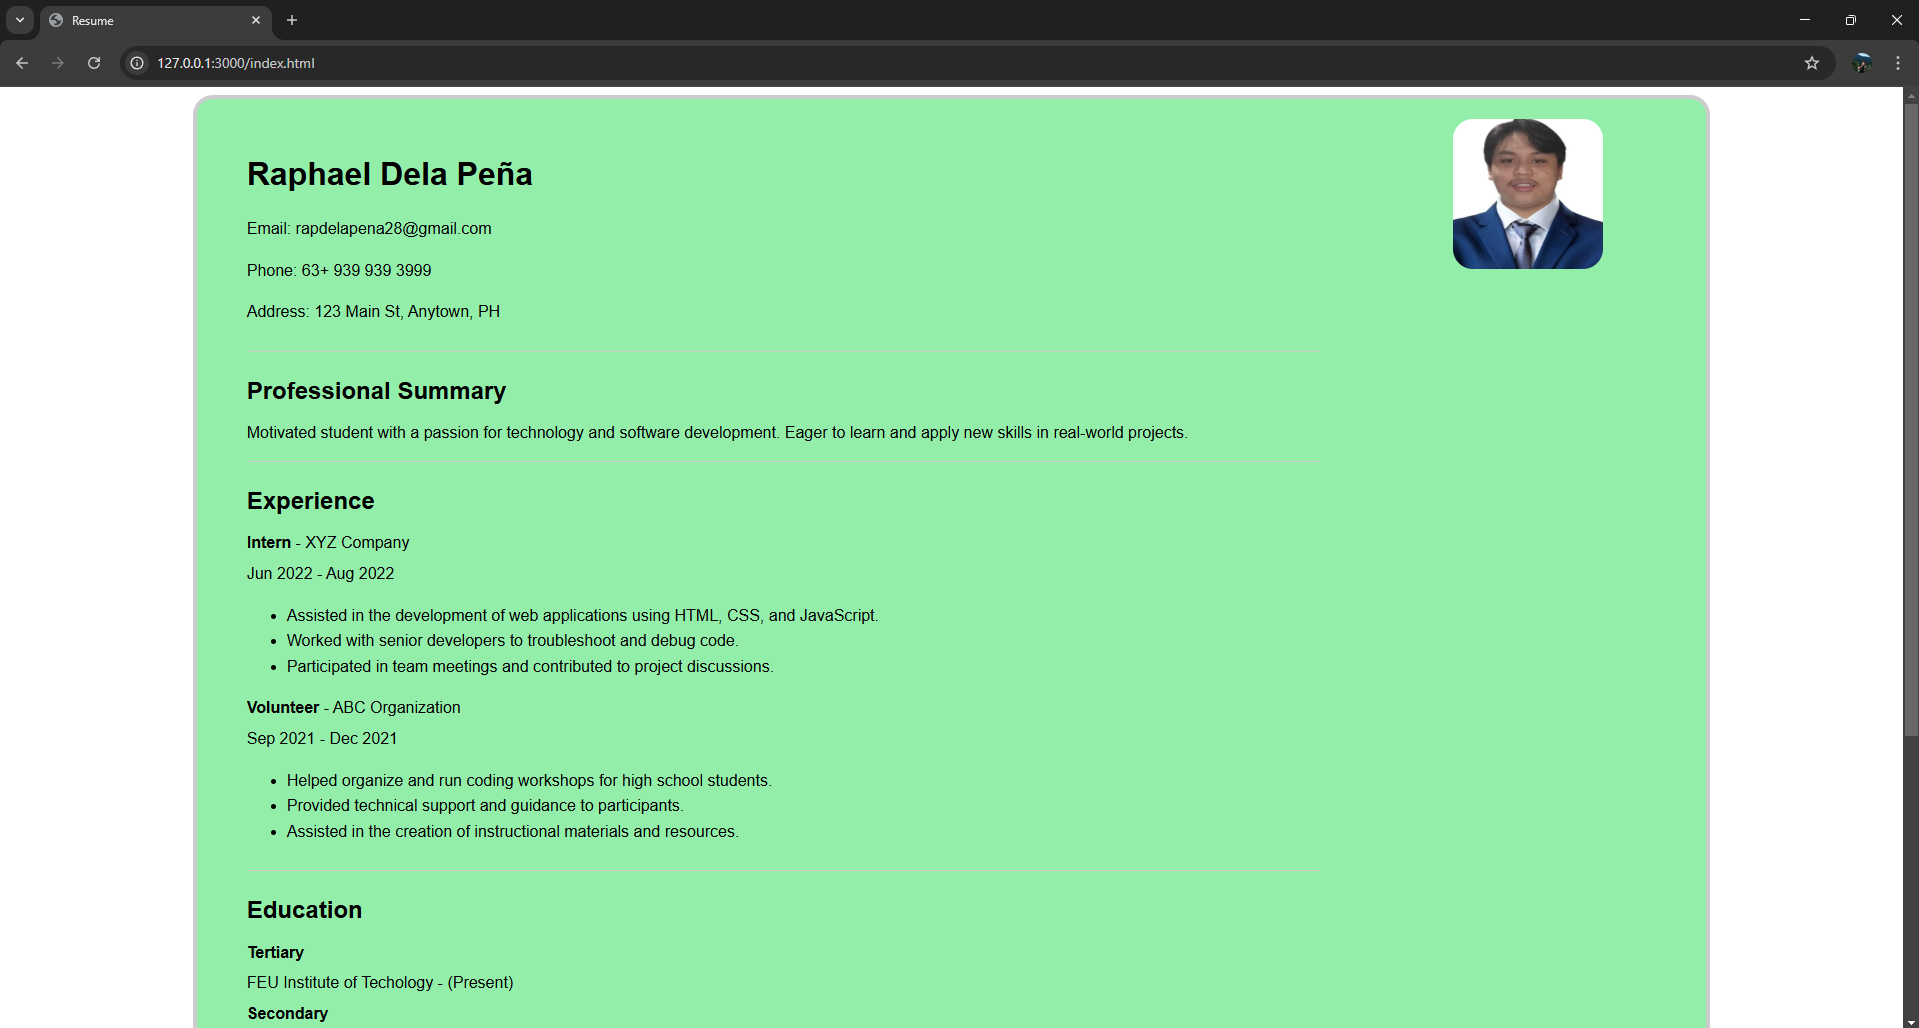 Resume
127.0.0.1:3000/index.html
Raphael Dela Peña
Email: rapdelapena28@gmail.com
Phone: 63+ 939 939 3999
Address: 123 Main St, Anytown, PH
Professional Summary
Motivated student with a passion for technology and software development. Eager to learn and apply new skills in real-world projects.
Experience
Intern - XYZ Company
Jun 2022 - Aug 2022
• Assisted in the development of web applications using HTML, CSS, and JavaScript.
• Worked with senior developers to troubleshoot and debug code.
• Participated in team meetings and contributed to project discussions.
Volunteer - ABC Organization
Sep 2021 - Dec 2021
• Helped organize and run coding workshops for high school students.
• Provided technical support and guidance to participants.
• Assisted in the creation of instructional materials and resources.
Education
Tertiary
FEU Institute of Techology - (Present)
Secondary